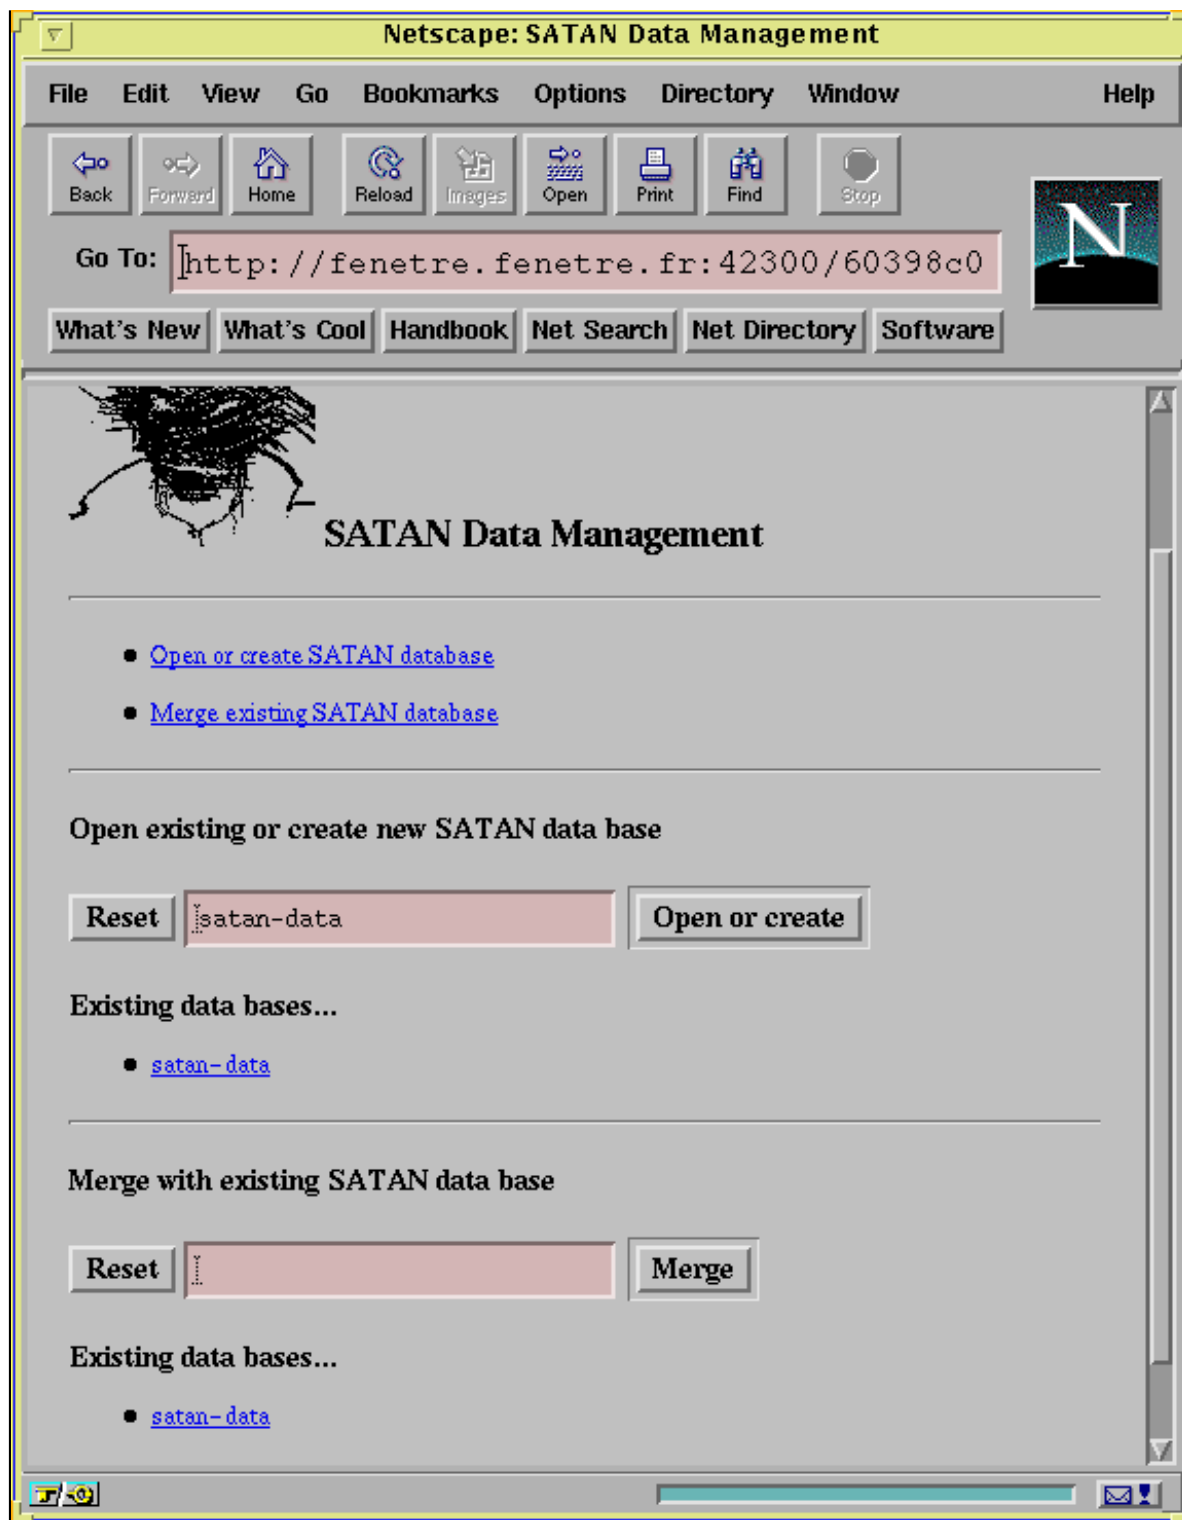 Netscape: SATAN Data Management
File Edit View Go Bookmarks Options Directory Window Help
Back Forward Home Reload Images Open Print Find Stop
N
Go To: http://fenetre.fenetre.fr:42300/60398c0
What's New What's Cool Handbook Net Search Net Directory Software
SATAN Data Management
Open or create SATAN database
Merge existing SATAN database
Open existing or create new SATAN data base
Reset satan-data Open or create
Existing data bases...
satan-data
Merge with existing SATAN data base
Reset Merge
Existing data bases...
satan-data